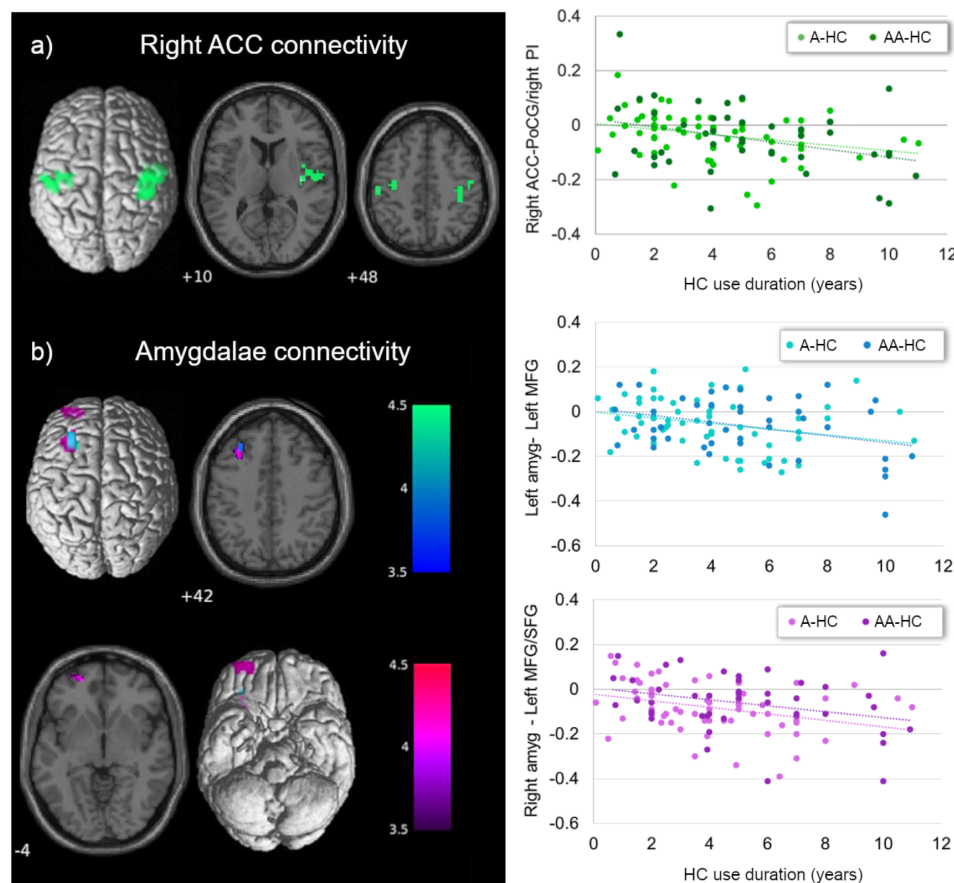 a) Right ACC connectivity
+10
+48
b) Amygdalae connectivity
4.5
4
3.5
+42
4.5
4
3.5
-4
A-HC AA-HC
0.4
0.2
0
-0.2
-0.4
0 2 4 6 8 10 12
Right ACC-PoCG/right PI
HC use duration (years)
A-HC AA-HC
0.4
0.2
0
-0.2
-0.4
-0.6
0 2 4 6 8 10 12
Left amyg- Left MFG
A-HC AA-HC
0.4
0.2
0
-0.2
-0.4
-0.6
0 2 4 6 8 10 12
Right amyg - Left MFG/SFG
HC use duration (years)